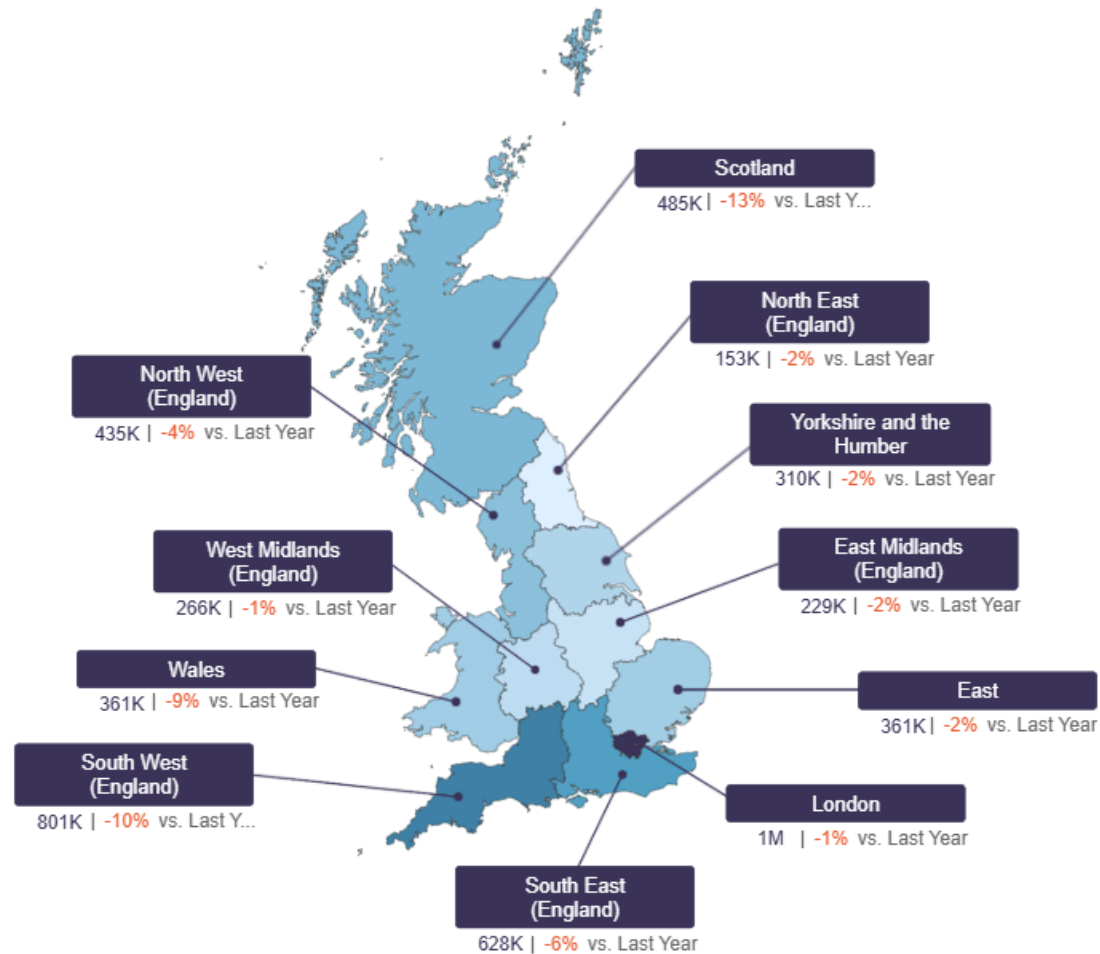 Scotland
485K | -13% vs. Last Y...
North East
(England)
153K | -2% vs. Last Year
North West
(England)
435K | -4% vs. Last Year
Yorkshire and the
Humber
310K | -2% vs. Last Year
West Midlands
(England)
266K | -1% vs. Last Year
East Midlands
(England)
229K | -2% vs. Last Year
Wales
361K | -9% vs. Last Year
East
361K | -2% vs. Last Year
South West
(England)
801K | -10% vs. Last Y...
London
1M | -1% vs. Last Year
South East
(England)
628K | -6% vs. Last Year